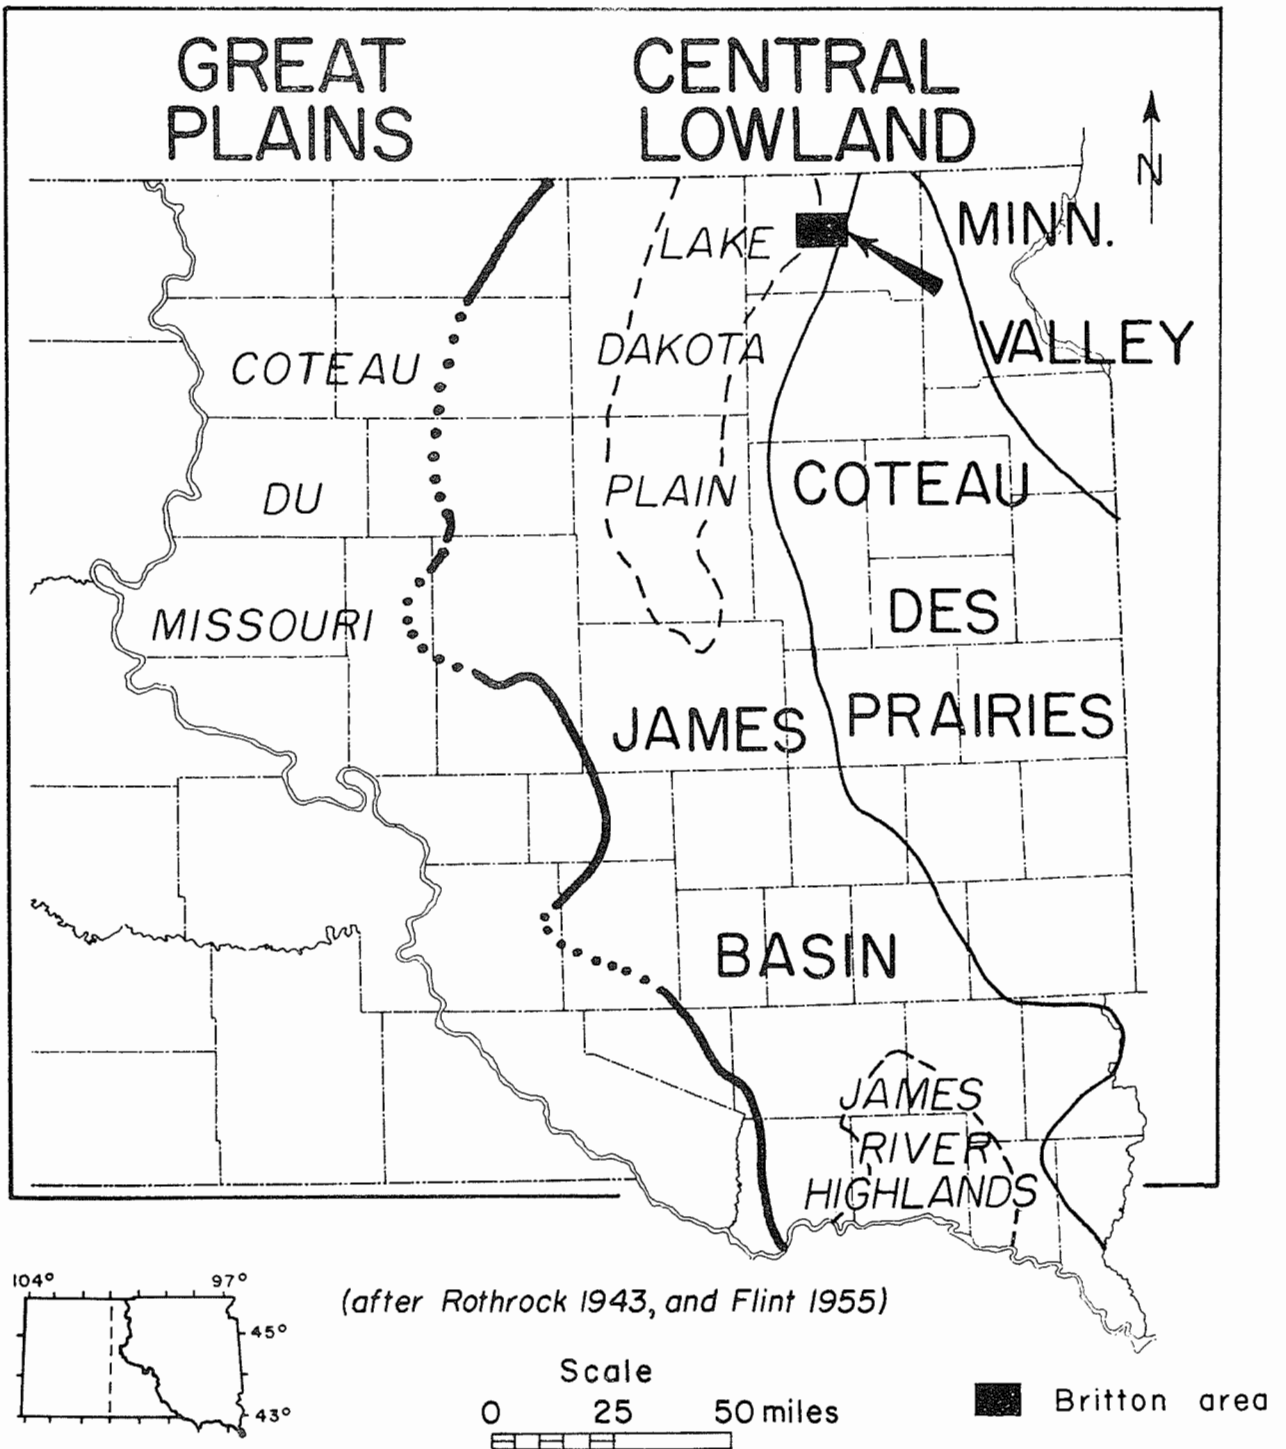 GREAT
PLAINS
CENTRAL
LOWLAND
N
MINN.
VALLEY
LAKE
DAKOTA
PLAIN
COTEAU
DU
MISSOURI
COTEAU
DES
PRAIRIES
JAMES
BASIN
JAMES
RIVER
HIGHLANDS
104° 97°
45°
43°
(after Rothrock 1943, and Flint 1955)
Scale
0 25 50 miles
Britton area